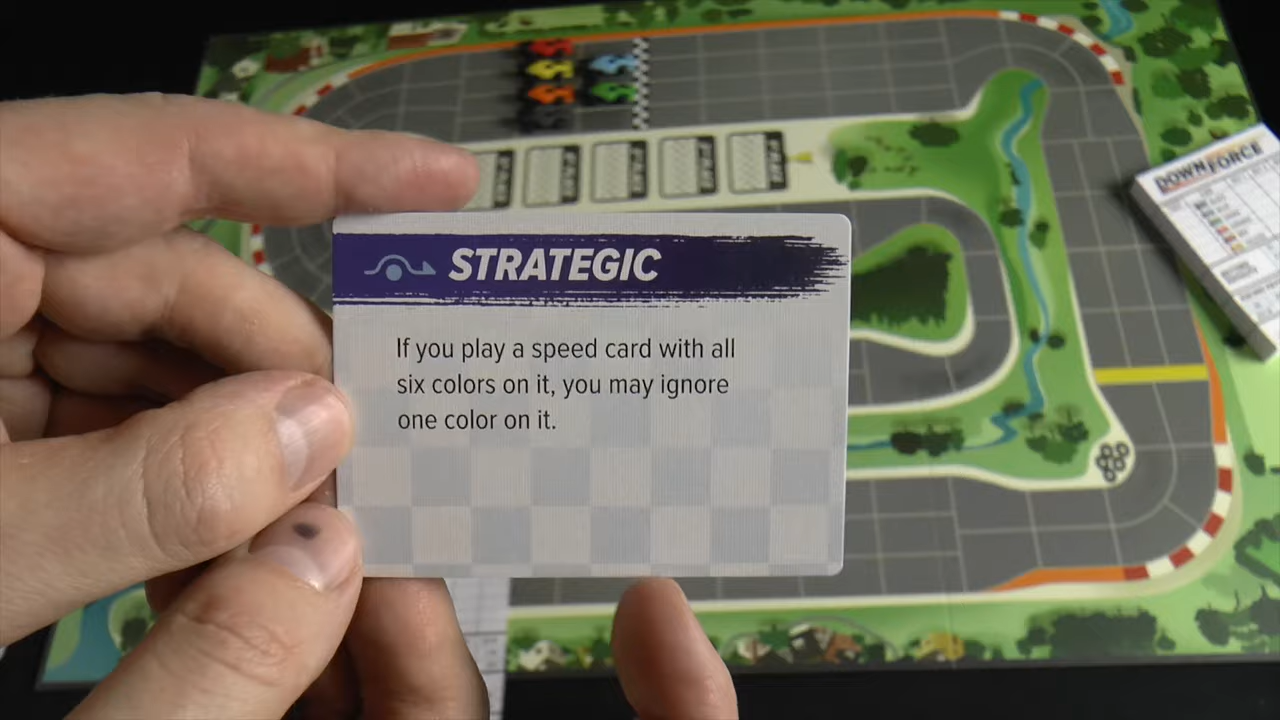 STRATEGIC
If you play a speed card with all
six colors on it, you may ignore
one color on it.
DOWNFORCE